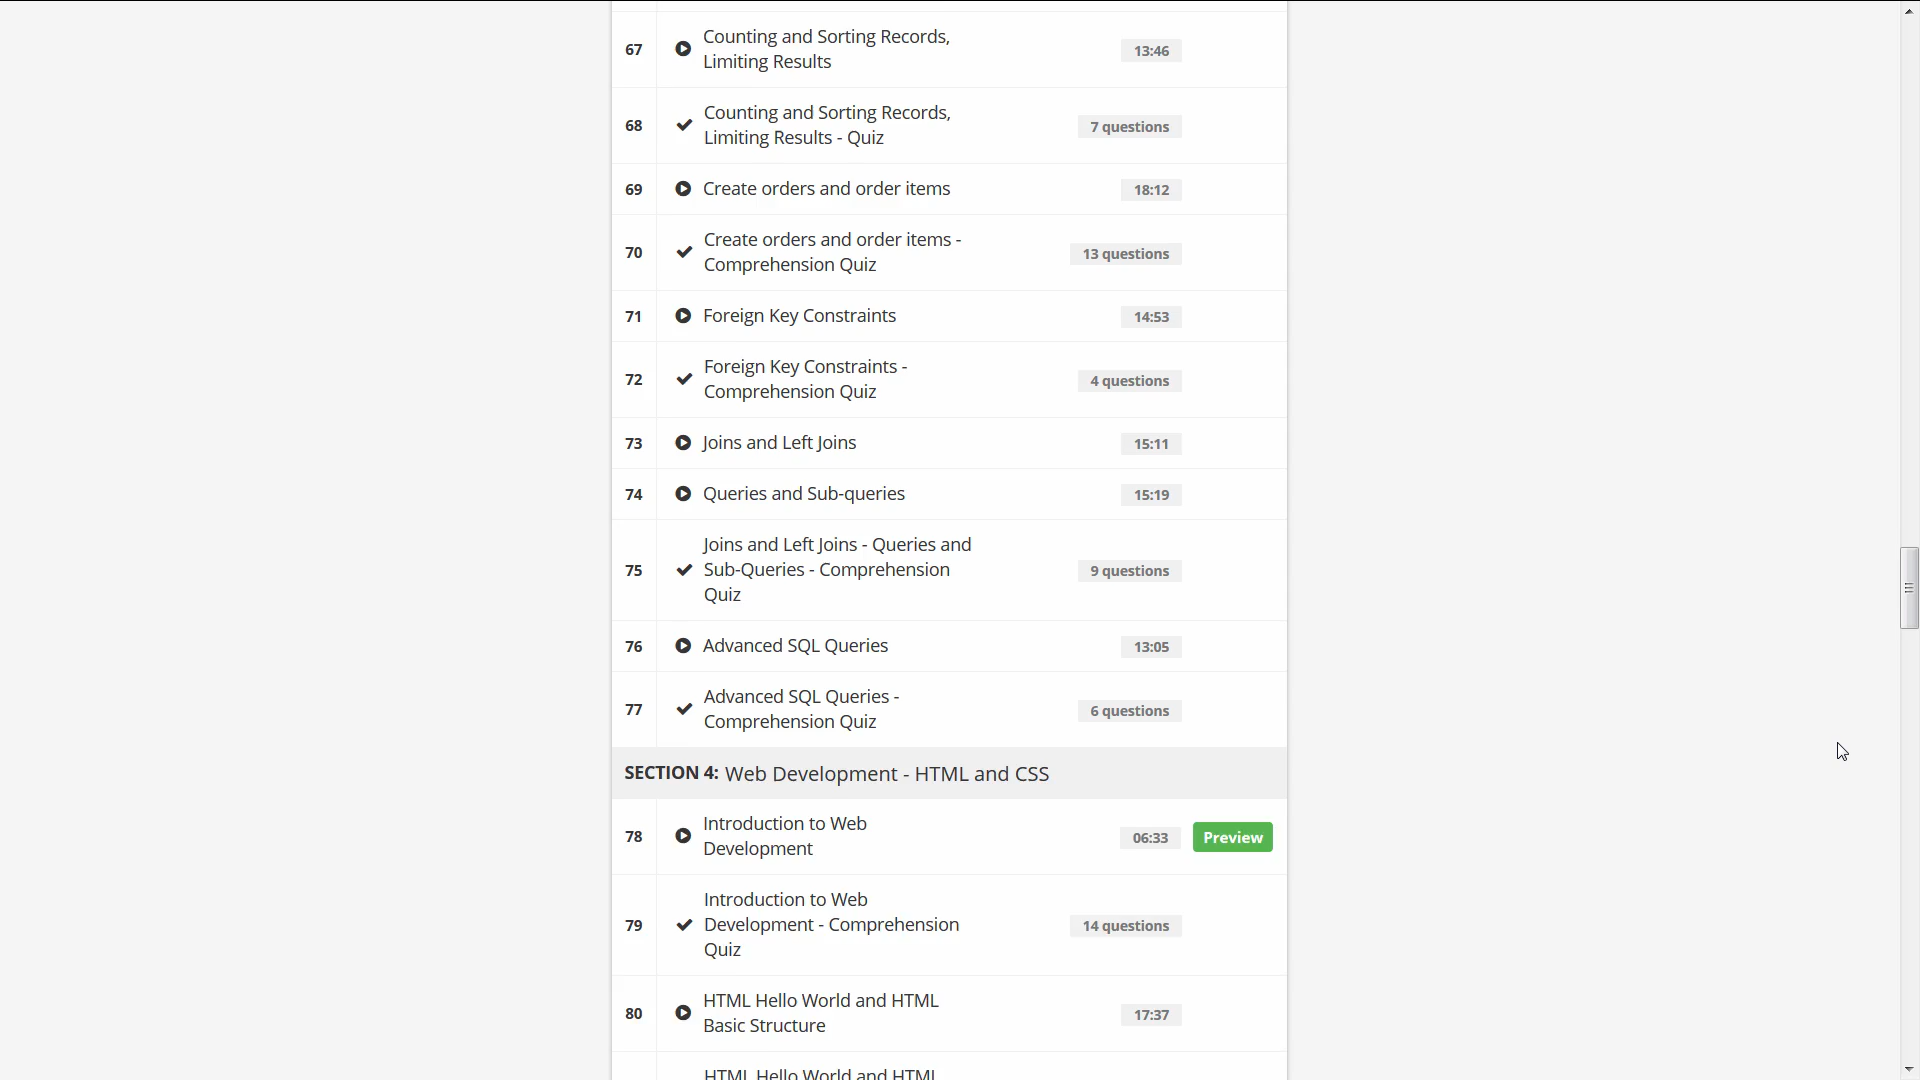 67
Counting and Sorting Records,
Limiting Results
13:46
68
Counting and Sorting Records,
Limiting Results - Quiz
7 questions
69
Create orders and order items
18:12
70
Create orders and order items -
Comprehension Quiz
13 questions
71
Foreign Key Constraints
14:53
72
Foreign Key Constraints -
Comprehension Quiz
4 questions
73
Joins and Left Joins
15:11
74
Queries and Sub-queries
15:19
75
Joins and Left Joins - Queries and
Sub-Queries - Comprehension
Quiz
9 questions
76
Advanced SQL Queries
13:05
77
Advanced SQL Queries -
Comprehension Quiz
6 questions
SECTION 4: Web Development - HTML and CSS
78
Introduction to Web
Development
06:33
Preview
79
Introduction to Web
Development - Comprehension
Quiz
14 questions
80
HTML Hello World and HTML
Basic Structure
17:37
HTML Hello World and HTML